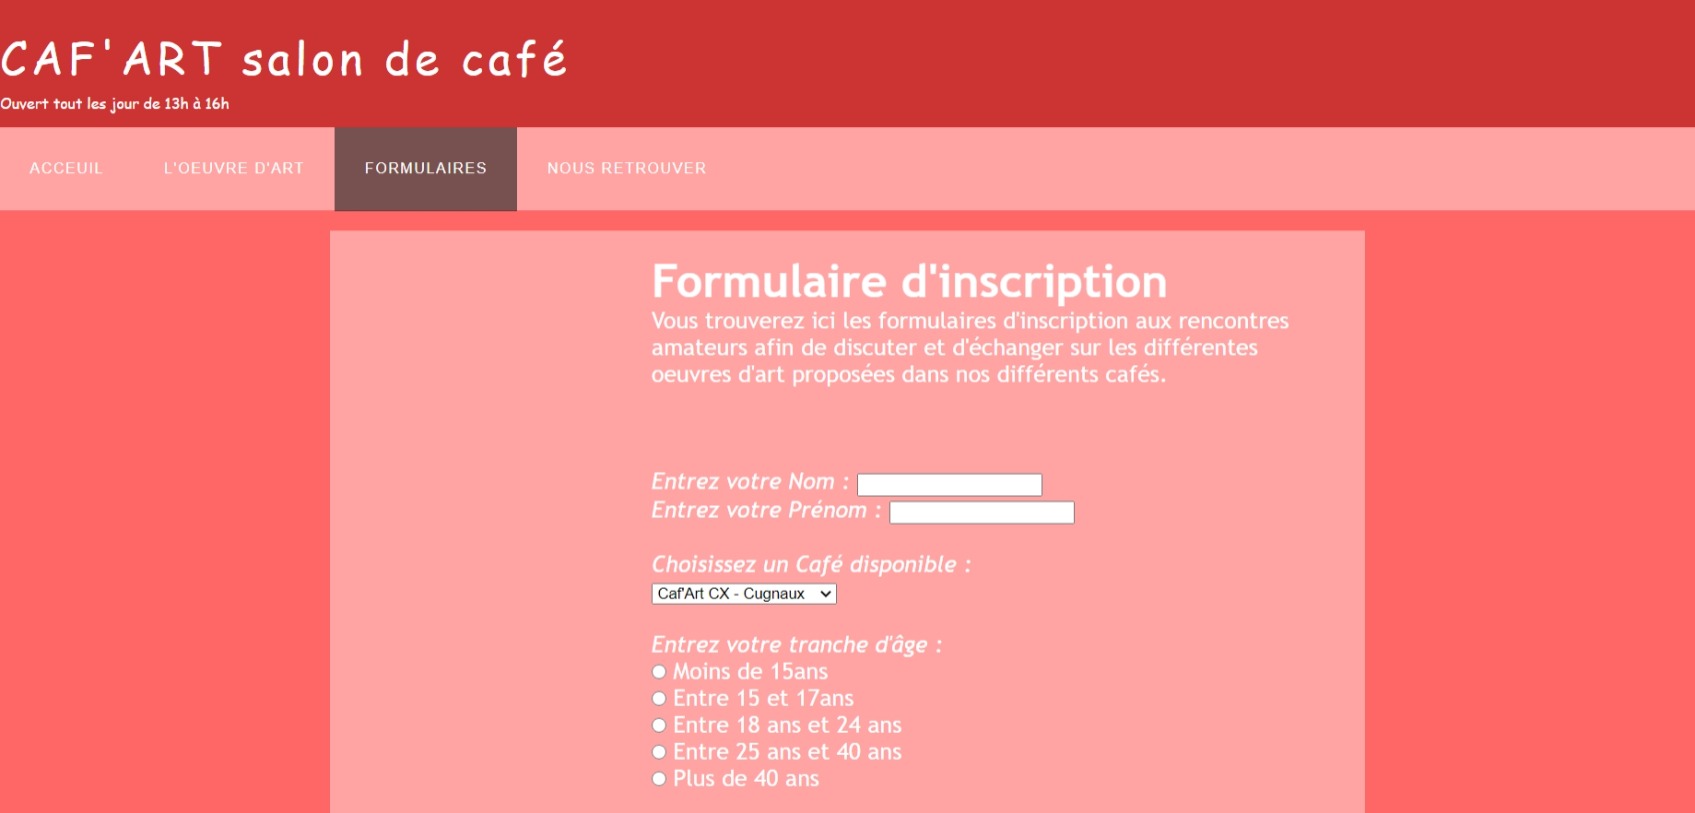 CAF'ART salon de café
Ouvert tout les jour de 13h à 16h
ACCEUIL L'OEUVRE D'ART FORMULAIRES NOUS RETROUVER
Formulaire d'inscription
Vous trouverez ici les formulaires d'inscription aux rencontres
amateurs afin de discuter et d'échanger sur les différentes
oeuvres d'art proposées dans nos différents cafés.
Entrez votre Nom :
Entrez votre Prénom :
Choisissez un Café disponible :
Caf'Art CX - Cugnaux
Entrez votre tranche d'âge :
Moins de 15ans
Entre 15 et 17ans
Entre 18 ans et 24 ans
Entre 25 ans et 40 ans
Plus de 40 ans